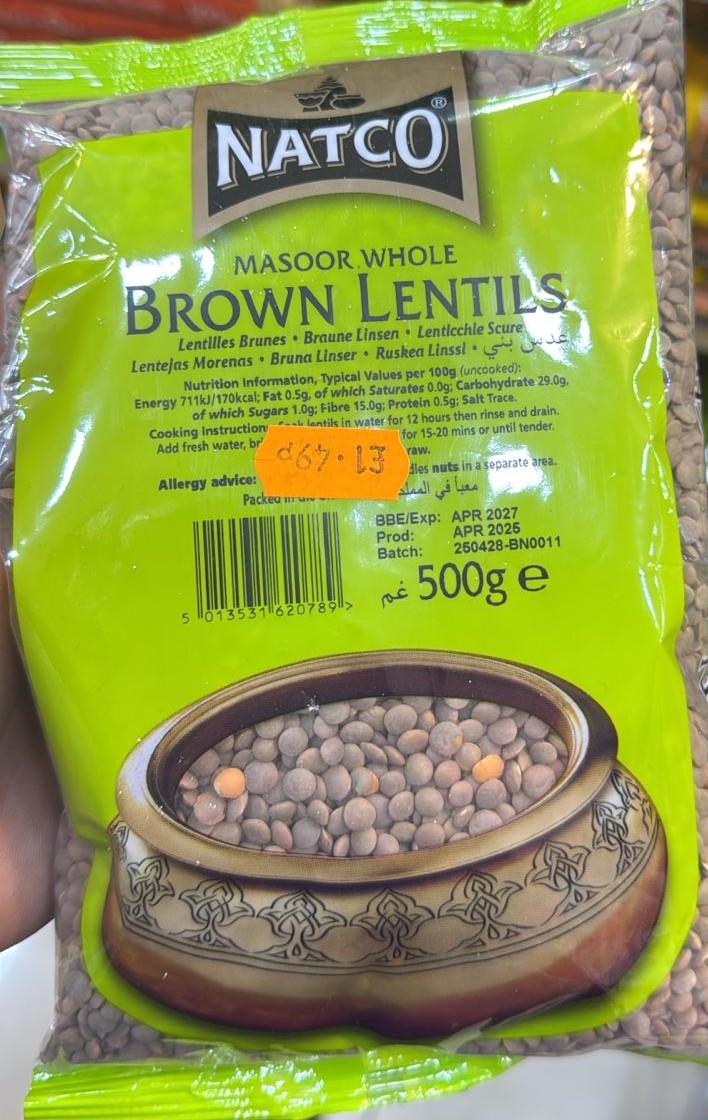 NATCO®
MASOOR WHOLE
BROWN LENTILS
Lentilles Brunes • Braune Linsen • Lenticchie Scure
Lentejas Morenas • Bruna Linser • Ruskea Linssi • عدس بني
Nutrition Information, Typical Values per 100g (uncooked):
Energy 711kJ/170kcal; Fat 0.5g, of which Saturates 0.0g; Carbohydrate 29.0g,
of which Sugars 1.0g; Fibre 15.0g; Protein 0.5g; Salt Trace.
Cooking Instruction lentils in water for 12 hours then rinse and drain.
Add fresh water, for 15-20 mins or until tender.
£1.49P
Allergy advice: nuts in a separate area.
Packed in معبأ في
BBE/Exp: APR 2027
Prod: APR 2025
Batch: 250428-BN0011
5 013531 620789 >
غم 500g e